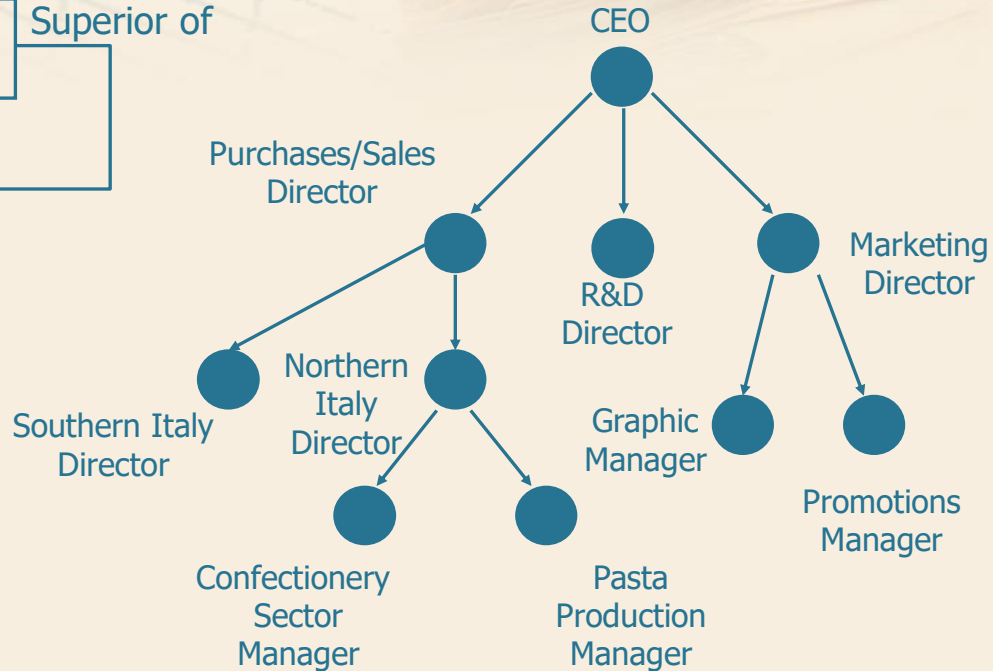 Superior of
CEO
Purchases/Sales
Director
Marketing
Director
R&D
Director
Northern
Italy
Director
Southern Italy
Director
Graphic
Manager
Promotions
Manager
Confectionery
Sector
Manager
Pasta
Production
Manager